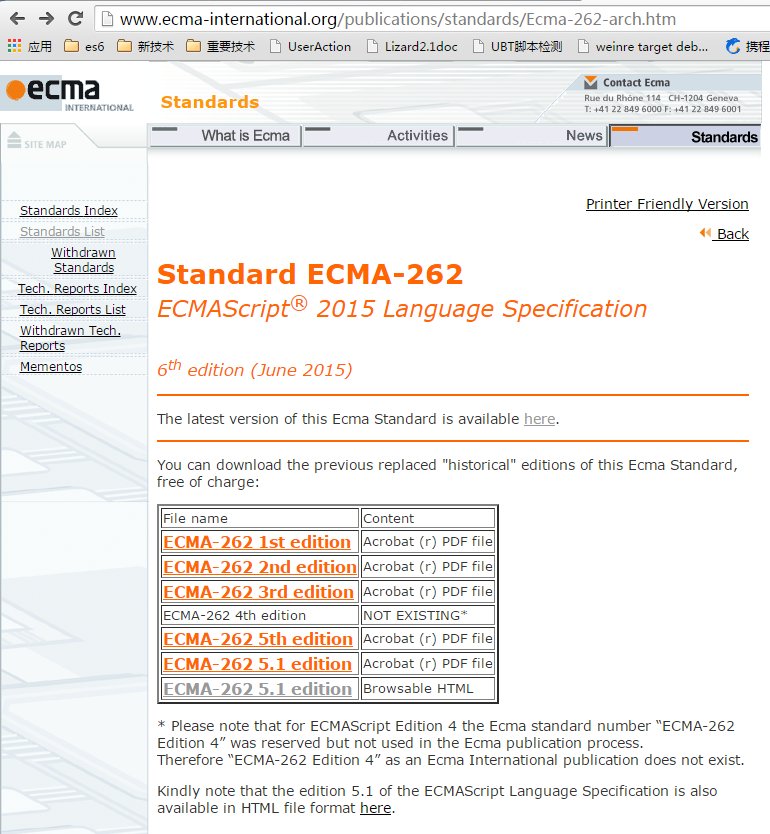 www.ecma-international.org/publications/standards/Ecma-262-arch.htm
应用 es6 新技术 重要技术 UserAction Lizard2.1doc UBT脚本检测 weinre target deb... 携程
ecma
INTERNATIONAL
Standards
Contact Ecma
Rue du Rhône 114 CH-1204 Geneva
T: +41 22 849 6000 F: +41 22 849 6001
SITE MAP
What is Ecma Activities News Standards
Standards Index
Standards List
Withdrawn
Standards
Tech. Reports Index
Tech. Reports List
Withdrawn Tech.
Reports
Mementos
Printer Friendly Version
Back
Standard ECMA-262
ECMAScript® 2015 Language Specification
6th edition (June 2015)
The latest version of this Ecma Standard is available here.
You can download the previous replaced "historical" editions of this Ecma Standard,
free of charge:
File name Content
ECMA-262 1st edition Acrobat (r) PDF file
ECMA-262 2nd edition Acrobat (r) PDF file
ECMA-262 3rd edition Acrobat (r) PDF file
ECMA-262 4th edition NOT EXISTING*
ECMA-262 5th edition Acrobat (r) PDF file
ECMA-262 5.1 edition Acrobat (r) PDF file
ECMA-262 5.1 edition Browsable HTML
* Please note that for ECMAScript Edition 4 the Ecma standard number “ECMA-262
Edition 4” was reserved but not used in the Ecma publication process.
Therefore “ECMA-262 Edition 4” as an Ecma International publication does not exist.
Kindly note that the edition 5.1 of the ECMAScript Language Specification is also
available in HTML file format here.